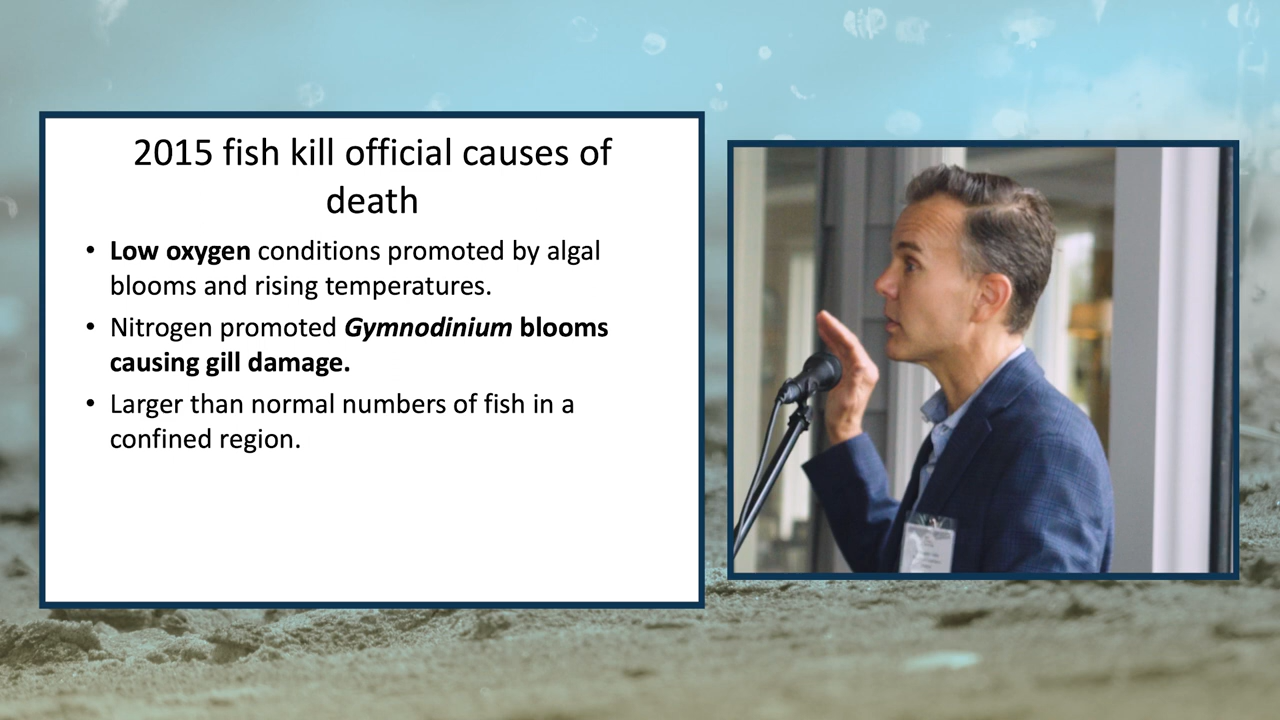 2015 fish kill official causes of
death
• Low oxygen conditions promoted by algal
blooms and rising temperatures.
• Nitrogen promoted Gymnodinium blooms
causing gill damage.
• Larger than normal numbers of fish in a
confined region.